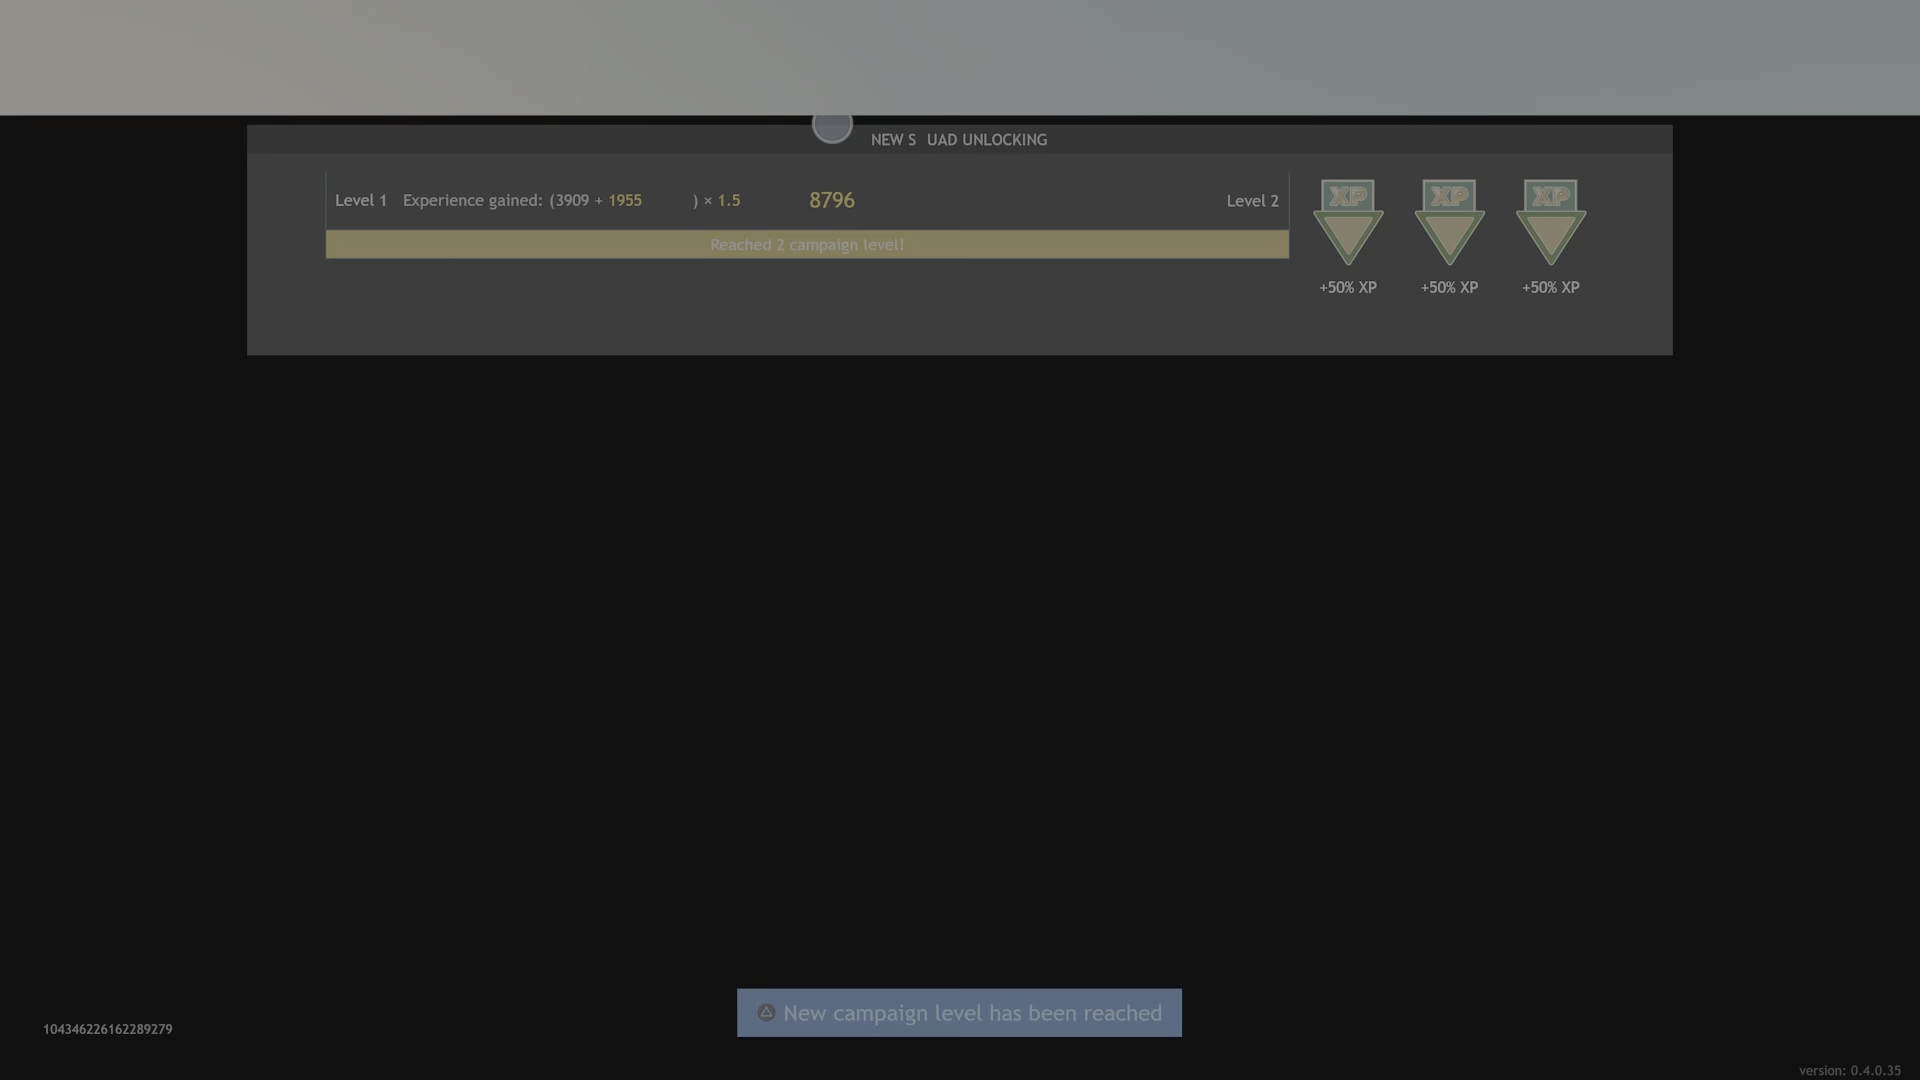 NEW S UAD UNLOCKING
Level 1 Experience gained: (3909 + 1955 ) × 1.5 8796 Level 2
Reached 2 campaign level!
XP XP XP
+50% XP +50% XP +50% XP
New campaign level has been reached
104346226162289279
version: 0.4.0.35